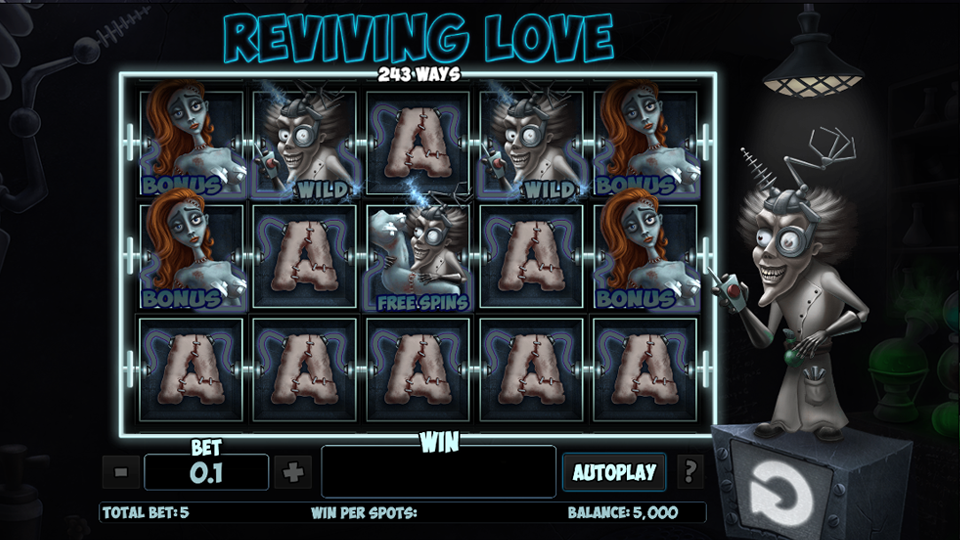 REVIVING LOVE
243 WAYS
A
BONUS WILD WILD BONUS
A A
BONUS FREE SPINS BONUS
A A A A A
BET WIN
- 0.1 + AUTOPLAY ?
TOTAL BET: 5 WIN PER SPOTS: BALANCE: 5,000